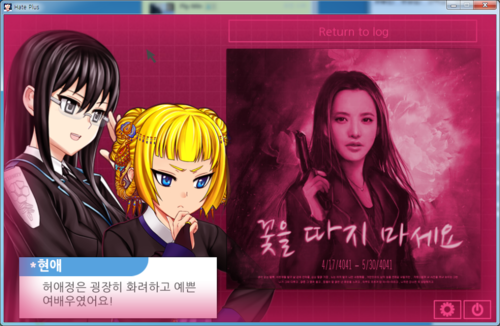 Hate Plus
Return to log
꽃을 따지 마세요
4/17/4041 - 5/30/4041
*현애
허애정은 굉장히 화려하고 예쁜
여배우였어요!